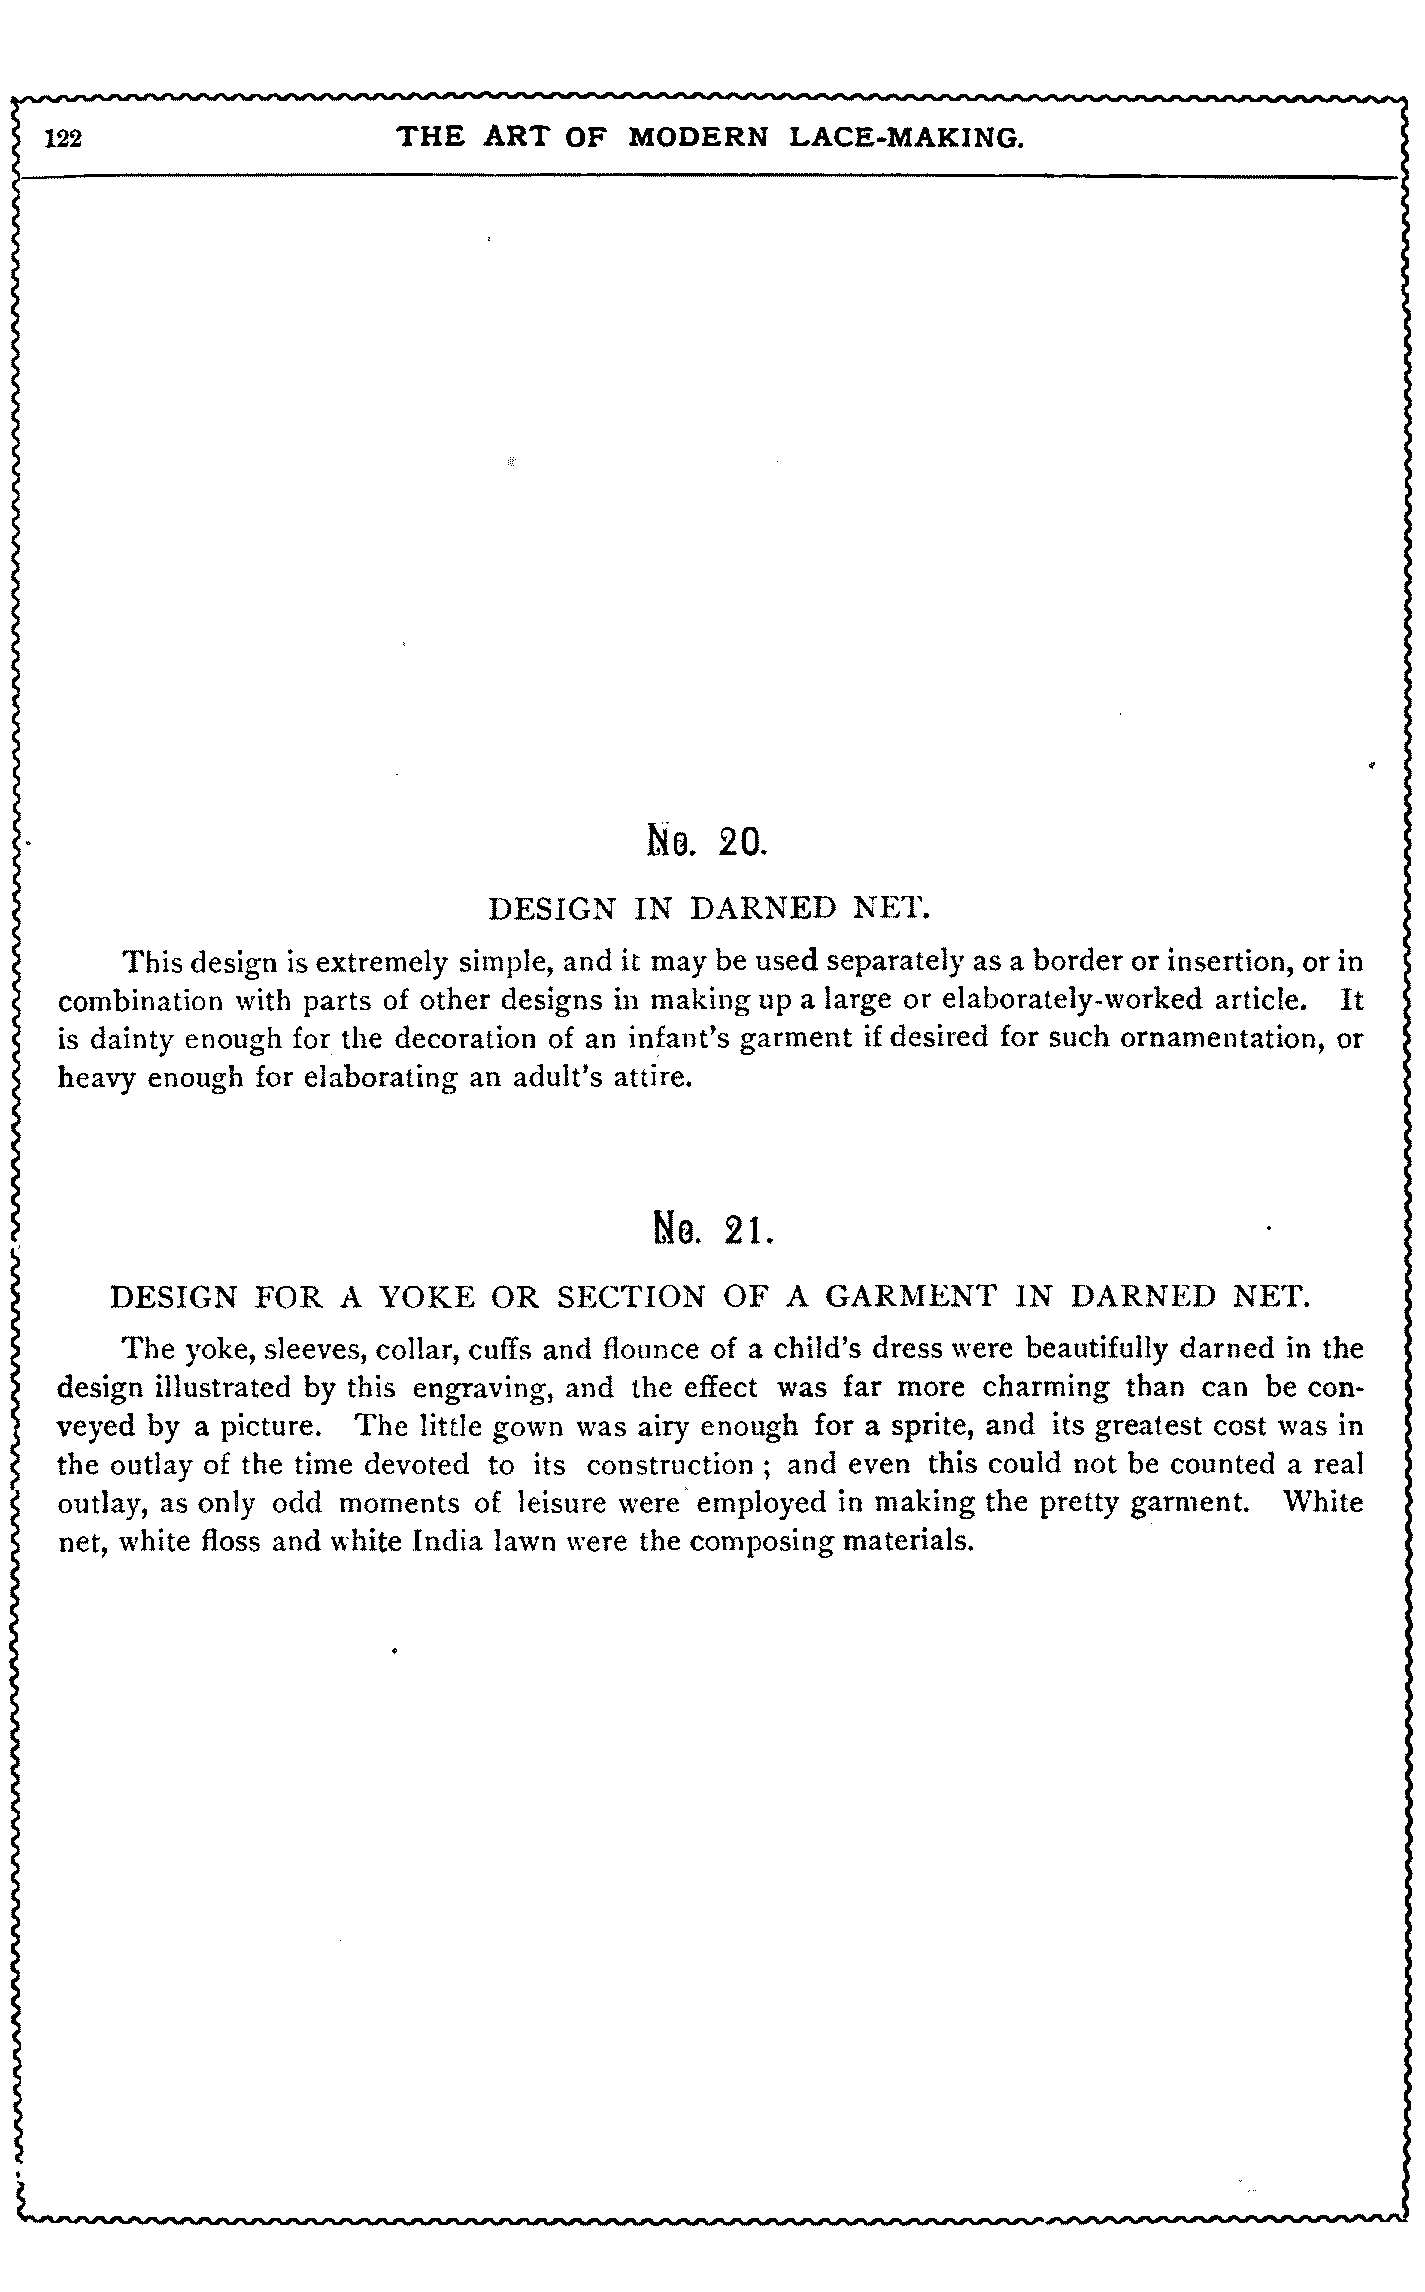 122
THE ART OF MODERN LACE-MAKING.
No. 20.
DESIGN IN DARNED NET.
This design is extremely simple, and it may be used separately as a border or insertion, or in
combination with parts of other designs in making up a large or elaborately-worked article. It
is dainty enough for the decoration of an infant's garment if desired for such ornamentation, or
heavy enough for elaborating an adult's attire.
No. 21.
DESIGN FOR A YOKE OR SECTION OF A GARMENT IN DARNED NET.
The yoke, sleeves, collar, cuffs and flounce of a child's dress were beautifully darned in the
design illustrated by this engraving, and the effect was far more charming than can be con-
veyed by a picture. The little gown was airy enough for a sprite, and its greatest cost was in
the outlay of the time devoted to its construction ; and even this could not be counted a real
outlay, as only odd moments of leisure were employed in making the pretty garment. White
net, white floss and white India lawn were the composing materials.